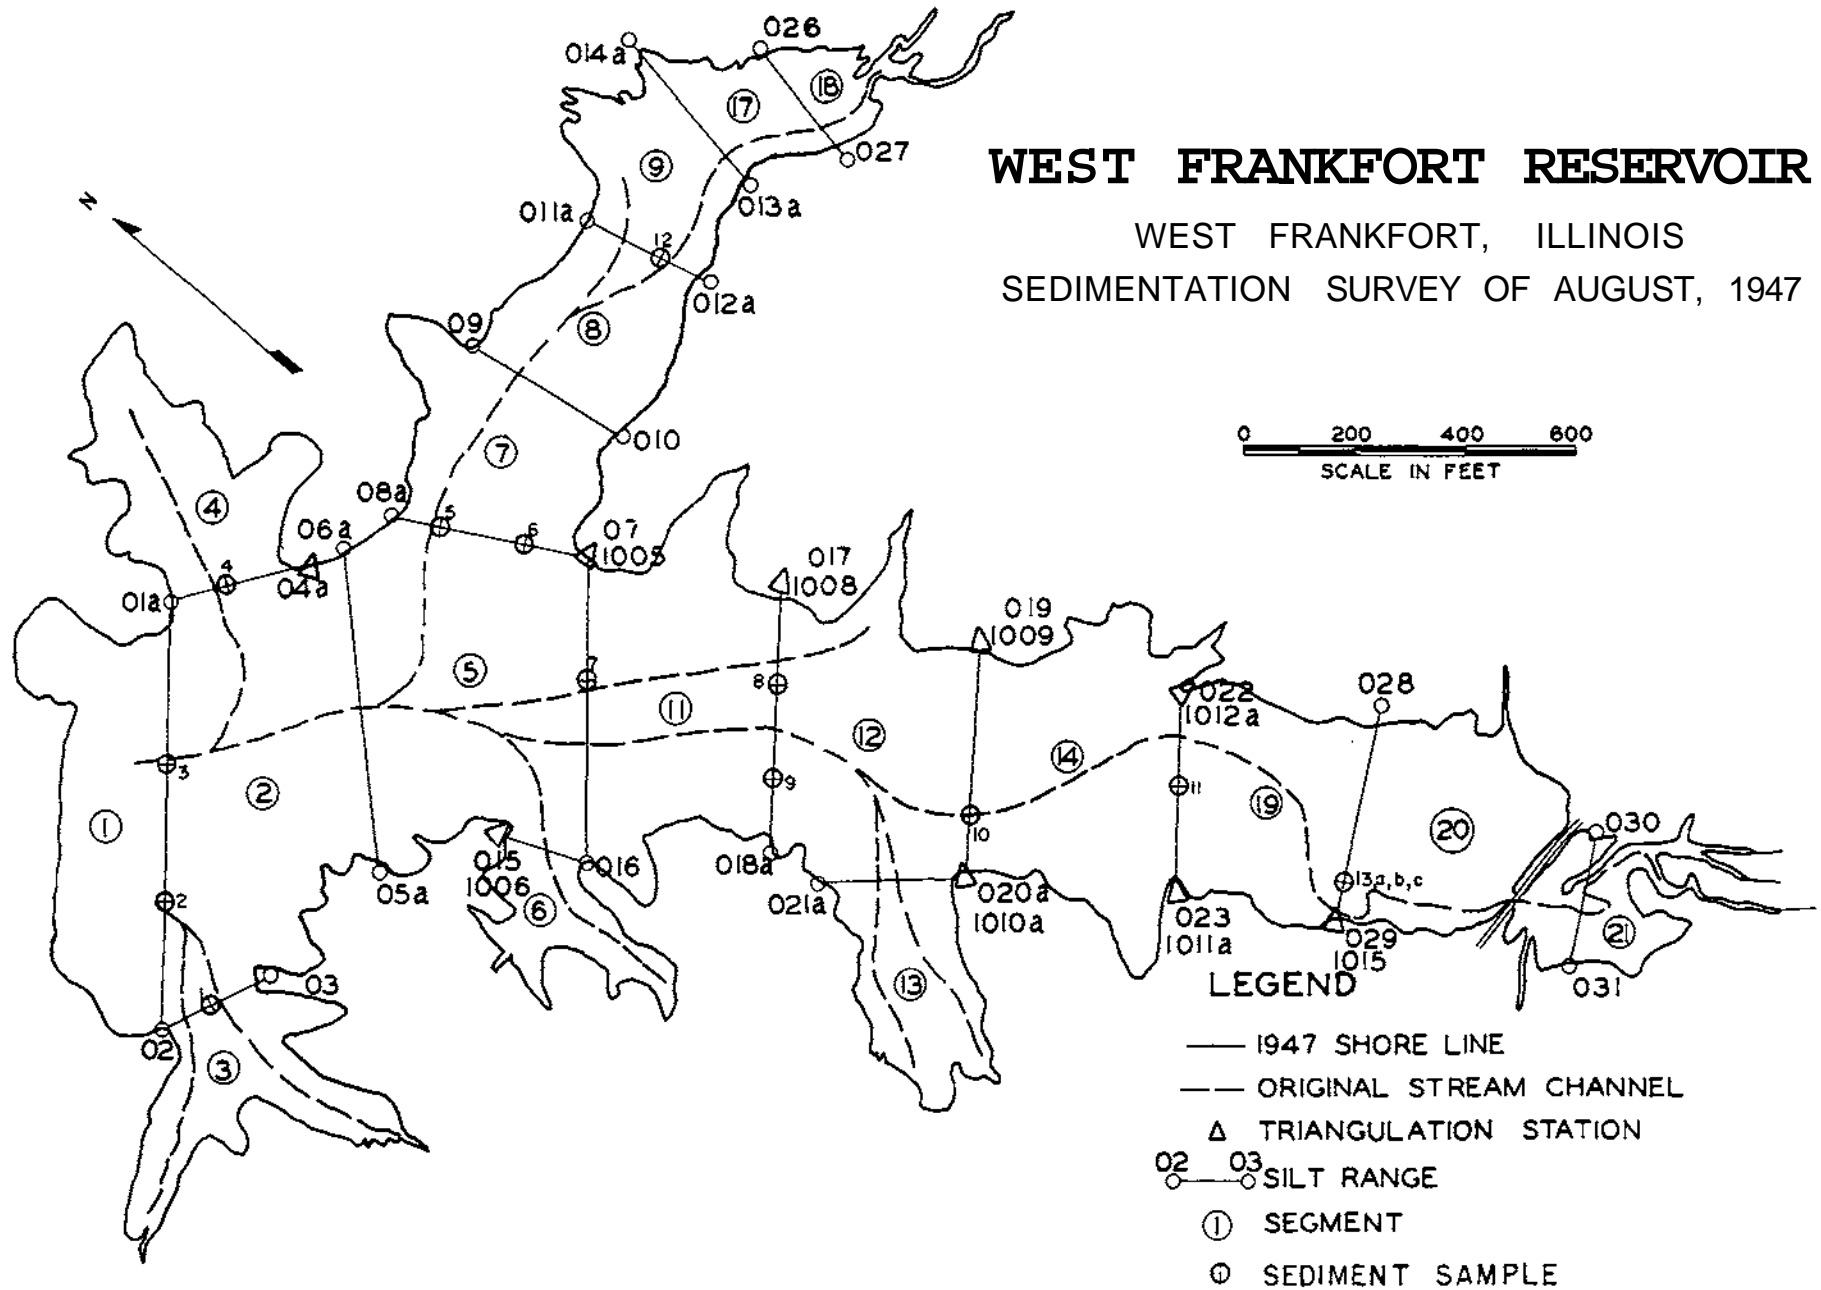 026
014a
18
17
027
9
WEST FRANKFORT RESERVOIR
N
013a
011a
12
WEST FRANKFORT, ILLINOIS
012a
SEDIMENTATION SURVEY OF AUGUST, 1947
09
8
010
0 200 400 600
SCALE IN FEET
7
4
08a
5
06a
6
07
1005
017
1008
4
04a
01a
019
1009
5
7
8
022
1012a
028
11
12
14
3
2
9
11
19
1
10
20
030
015
1006
016
018a
05a
021a
020a
1010a
13a,b,c
2
6
023
1011a
029
1015
21
03
1
13
LEGEND
031
02
3
1947 SHORE LINE
ORIGINAL STREAM CHANNEL
TRIANGULATION STATION
02 03 SILT RANGE
1 SEGMENT
1 SEDIMENT SAMPLE